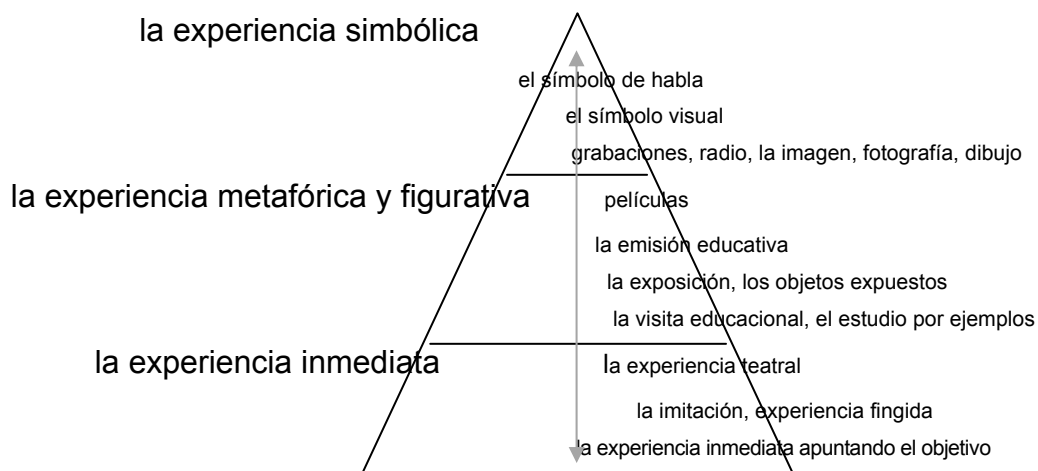 la experiencia simbólica
el símbolo de habla
el símbolo visual
grabaciones, radio, la imagen, fotografía, dibujo
la experiencia metafórica y figurativa
películas
la emisión educativa
la exposición, los objetos expuestos
la visita educacional, el estudio por ejemplos
la experiencia inmediata
la experiencia teatral
la imitación, experiencia fingida
la experiencia inmediata apuntando el objetivo